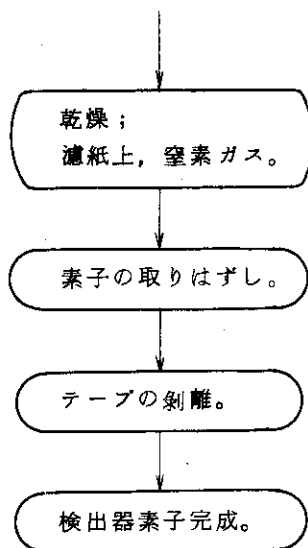 乾燥；
濾紙上，窒素ガス。
素子の取りはずし。
テープの剝離。
検出器素子完成。